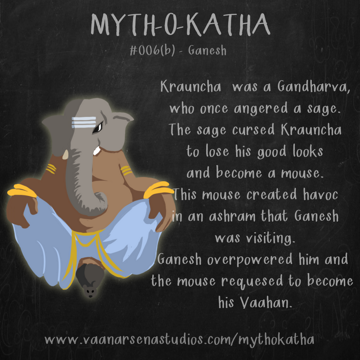 MYTH-O-KATHA
#006(b) - Ganesh
Krauncha was a Gandharva,
who once angered a sage.
The sage cursed Krauncha
to lose his good looks
and become a mouse.
This mouse created havoc
in an ashram that Ganesh
was visiting.
Ganesh overpowered him and
the mouse requesed to become
his Vaahan.
www.vaanarsenastudios.com/mythokatha